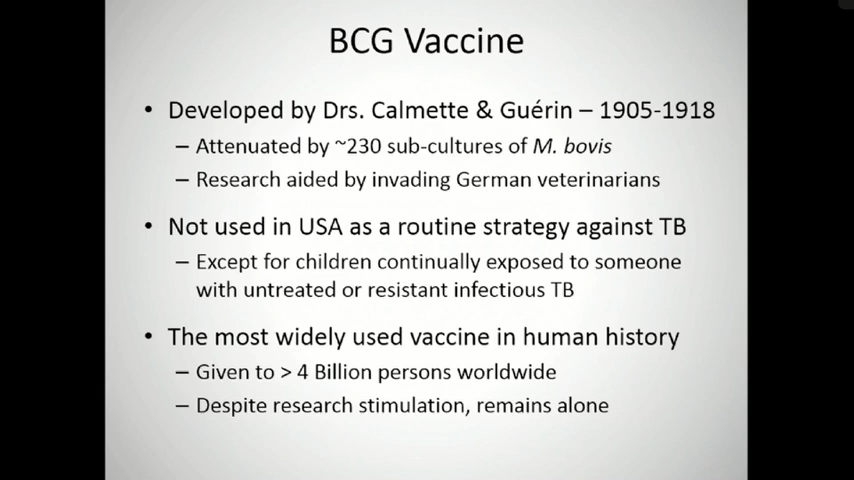 BCG Vaccine
• Developed by Drs. Calmette & Guérin – 1905-1918
– Attenuated by ~230 sub-cultures of M. bovis
– Research aided by invading German veterinarians
• Not used in USA as a routine strategy against TB
– Except for children continually exposed to someone
with untreated or resistant infectious TB
• The most widely used vaccine in human history
– Given to > 4 Billion persons worldwide
– Despite research stimulation, remains alone